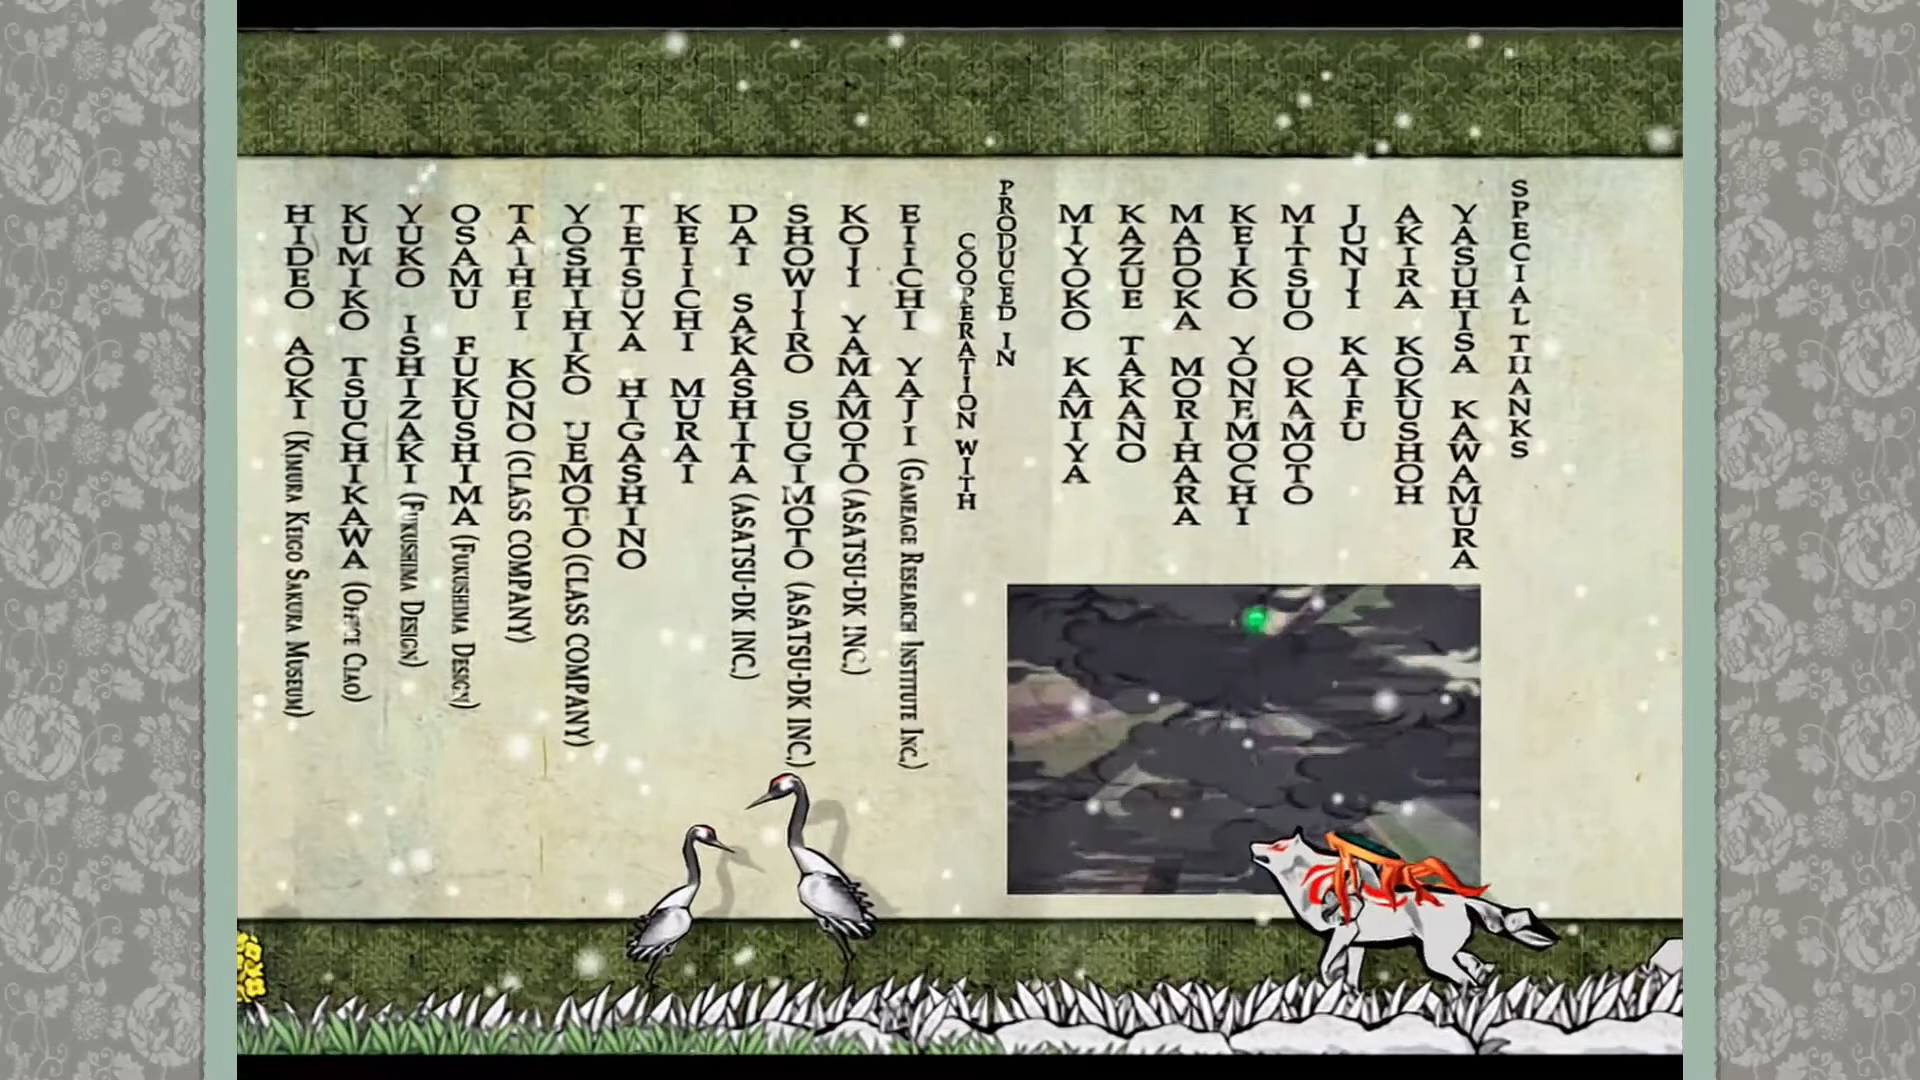 SPECIAL THANKS
YASUHISA KAWAMURA
AKIRA KOKUSHOH
JUNJI KAIFU
MITSUO OKAMOTO
KEIKO YONEMOCHI
MADOKA MORIHARA
KAZUE TAKANO
MIYOKO KAMIYA
PRODUCED IN
COOPERATION WITH
EIICHI YAJI (GAMEAGE RESEARCH INSTITUTE INC.)
KOJI YAMAMOTO (ASATSU-DK INC.)
SHOWJIRO SUGIMOTO (ASATSU-DK INC.)
DAI SAKASHITA (ASATSU-DK INC.)
KEIICHI MURAI
TETSUYA HIGASHINO
YOSHIHIKO UEMOTO (CLASS COMPANY)
TAIHEI KONO (CLASS COMPANY)
OSAMU FUKUSHIMA (FUKUSHIMA DESIGN)
YUKO ISHIZAKI (FUKUSHIMA DESIGN)
KUMIKO TSUCHIKAWA (OFFICE CIAO)
HIDEO AOKI (KIMURA KEIGO SAKURA MUSEUM)